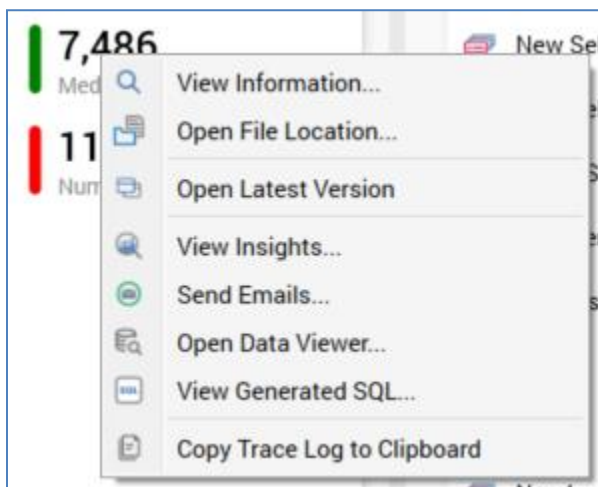 7,486
New Se
Med
View Information...
Open File Location...
11
Num
Open Latest Version
View Insights...
Send Emails...
Open Data Viewer...
SQL
View Generated SQL...
Copy Trace Log to Clipboard